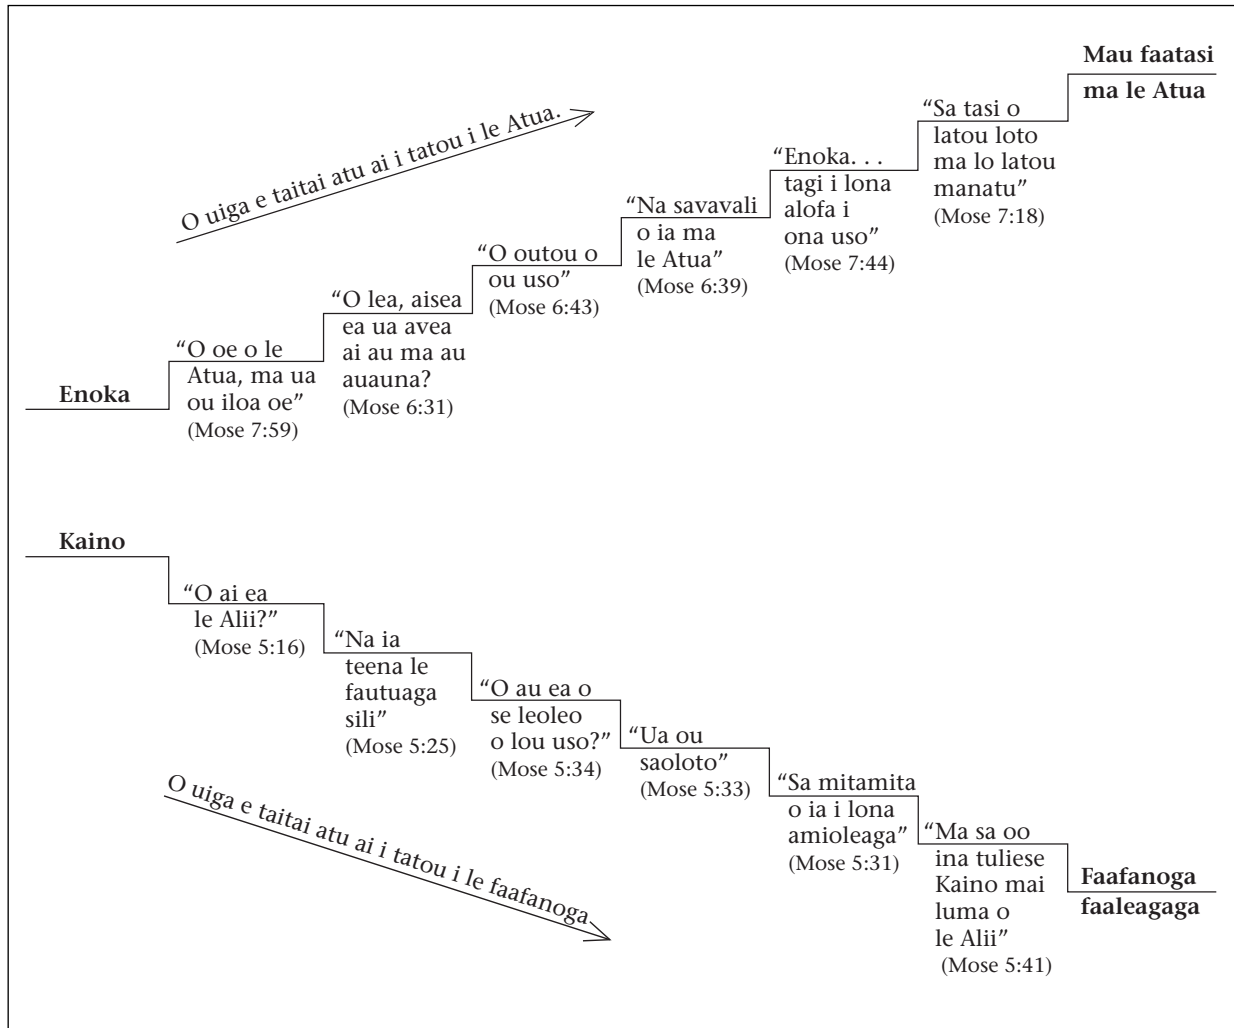 Mau faatasi
ma le Atua
O uiga e taitai atu ai i tatou i le Atua.
“Sa tasi o
latou loto
ma lo latou
manatu”
(Mose 7:18)
“Enoka. . .
tagi i lona
alofa i
ona uso”
(Mose 7:44)
“Na savavali
o ia ma
le Atua”
(Mose 6:39)
“O outou o
ou uso”
(Mose 6:43)
“O lea, aisea
ea ua avea
ai au ma au
auauna?
(Mose 6:31)
“O oe o le
Atua, ma ua
ou iloa oe”
(Mose 7:59)
Enoka
Kaino
“O ai ea
le Alii?”
(Mose 5:16)
“Na ia
teena le
fautuaga
sili”
(Mose 5:25)
“O au ea o
se leoleo
o lou uso?”
(Mose 5:34)
“Ua ou
saoloto”
(Mose 5:33)
“Sa mitamita
o ia i lona
amioleaga”
(Mose 5:31)
“Ma sa oo
ina tuliese
Kaino mai
luma o
le Alii”
(Mose 5:41)
Faafanoga
faaleagaga
O uiga e taitai atu ai i tatou i le faafanoga